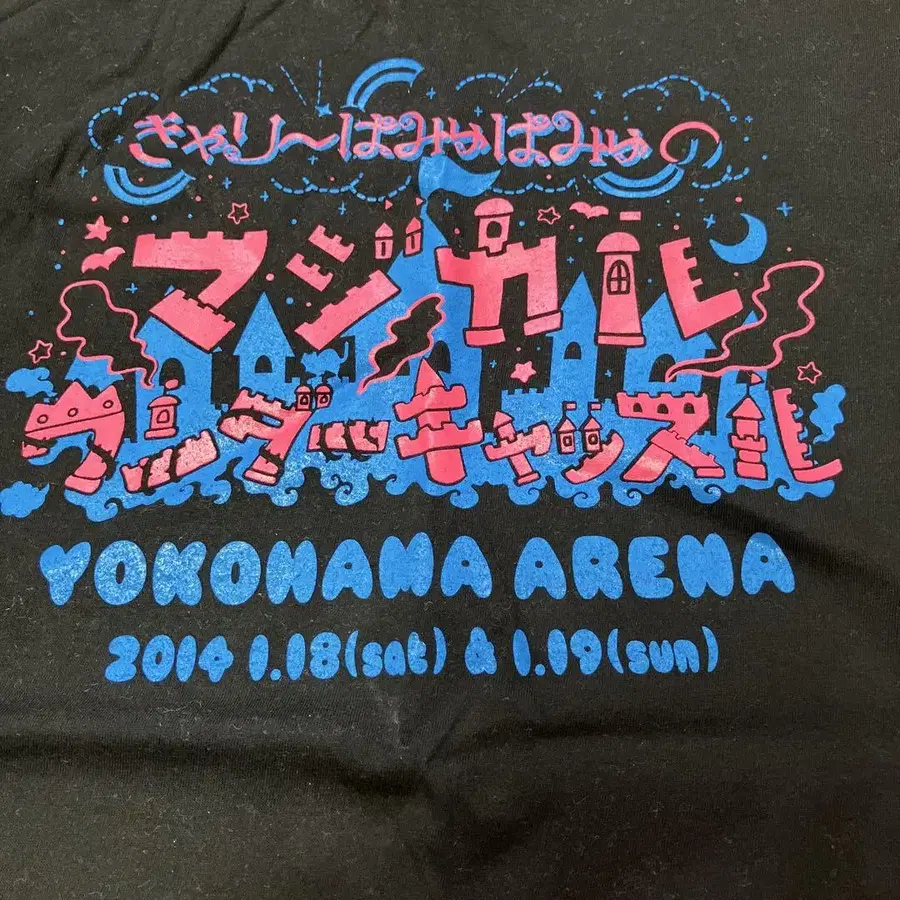 きゃりーぱみゅぱみゅの
マジカル
ワンダーキャッスル
YOKOHAMA ARENA
2014 1.18(sat) & 1.19(sun)